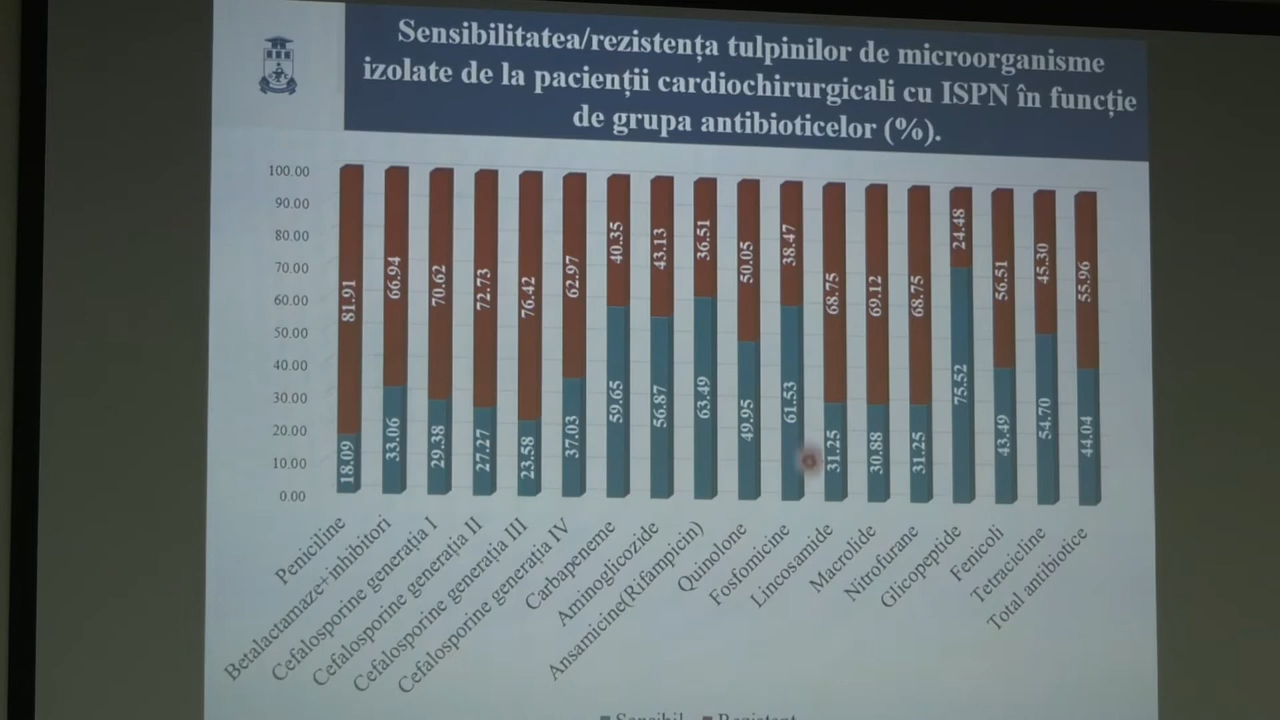 Sensibilitatea/rezistența tulpinilor de microorganisme
izolate de la pacienții cardiochirurgicali cu ISPN în funcție
de grupa antibioticelor (%).
100.00
90.00
80.00
70.00
60.00
50.00
40.00
30.00
20.00
10.00
0.00
81.91
66.94
70.62
72.73
76.42
62.97
40.35
43.13
36.51
50.05
38.47
68.75
69.12
68.75
24.48
56.51
45.30
55.96
18.09
33.06
29.38
27.27
23.58
37.03
59.65
56.87
63.49
49.95
61.53
31.25
30.88
31.25
75.52
43.49
54.70
44.04
Peniciline
Betalactamaze+inhibitori
Cefalosporine generația I
Cefalosporine generația II
Cefalosporine generația III
Cefalosporine generația IV
Carbapeneme
Aminoglicozide
Ansamicine(Rifampicin)
Quinolone
Fosfomicine
Lincosamide
Macrolide
Nitrofurane
Glicopeptide
Fenicoli
Tetracicline
Total antibiotice
Sensibil Rezistent